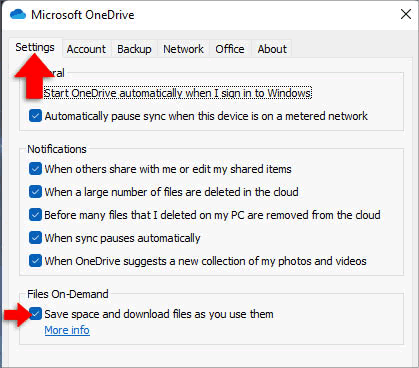 Microsoft OneDrive
Settings Account Backup Network Office About
ral
Start OneDrive automatically when I sign in to Windows
Automatically pause sync when this device is on a metered network
Notifications
When others share with me or edit my shared items
When a large number of files are deleted in the cloud
Before many files that I deleted on my PC are removed from the cloud
When sync pauses automatically
When OneDrive suggests a new collection of my photos and videos
Files On-Demand
Save space and download files as you use them
More info